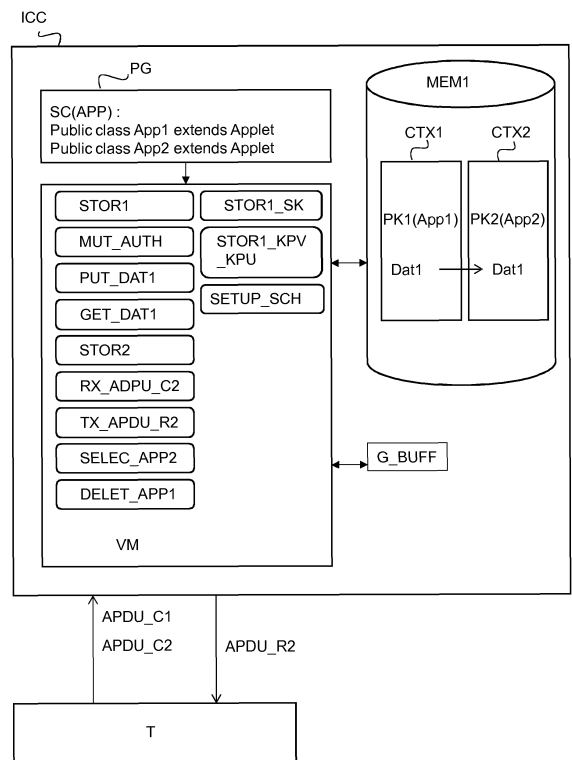 ICC
PG
SC(APP) :
Public class App1 extends Applet
Public class App2 extends Applet
MEM1
CTX1
CTX2
PK1(App1)
PK2(App2)
Dat1
Dat1
STOR1
MUT_AUTH
PUT_DAT1
GET_DAT1
STOR2
RX_ADPU_C2
TX_APDU_R2
SELEC_APP2
DELET_APP1
STOR1_SK
STOR1_KPV
_KPU
SETUP_SCH
VM
G_BUFF
APDU_C1
APDU_C2
APDU_R2
T